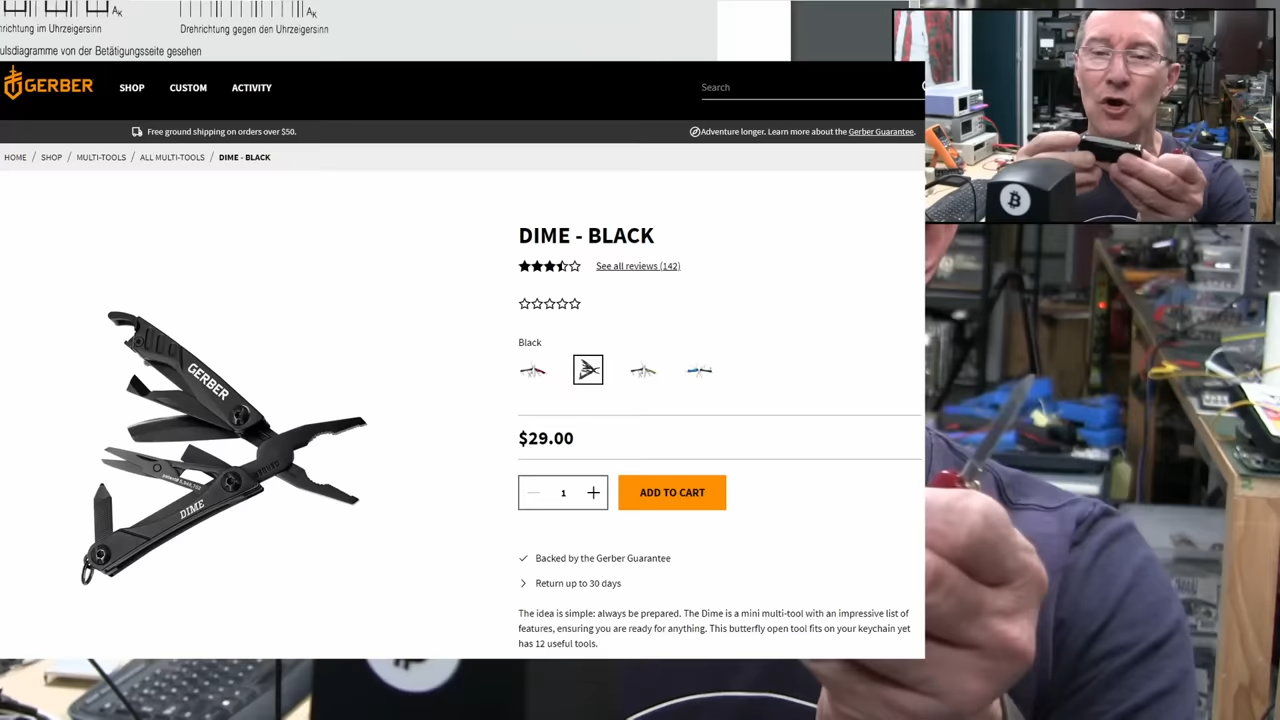 AK
AK
nrichtung im Uhrzeigersinn
Drehrichtung gegen den Uhrzeigersinn
ulsdiagramme von der Betätigungsseite gesehen
GERBER
SHOP
CUSTOM
ACTIVITY
Search
Free ground shipping on orders over $50.
Adventure longer. Learn more about the Gerber Guarantee.
HOME / SHOP / MULTI-TOOLS / ALL MULTI-TOOLS / DIME - BLACK
DIME - BLACK
See all reviews (142)
Black
$29.00
1
ADD TO CART
Backed by the Gerber Guarantee
Return up to 30 days
The idea is simple: always be prepared. The Dime is a mini multi-tool with an impressive list of
features, ensuring you are ready for anything. This butterfly open tool fits on your keychain yet
has 12 useful tools.
GERBER
DIME